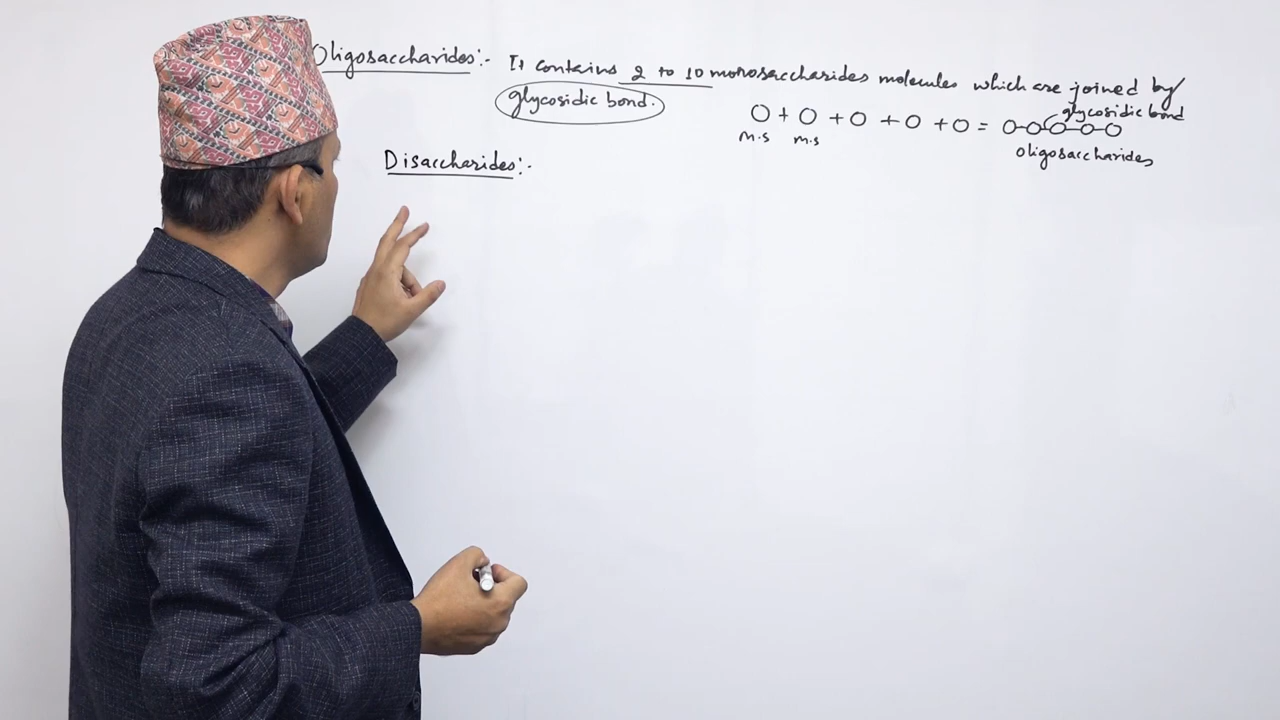 Oligosaccharides:- It contains 2 to 10 monosaccharides molecules which are joined by
glycosidic bond.
O + O + O + O + O = O-O-O-O-O
glycosidic bond
m.s m.s
oligosaccharides
Disaccharides:-